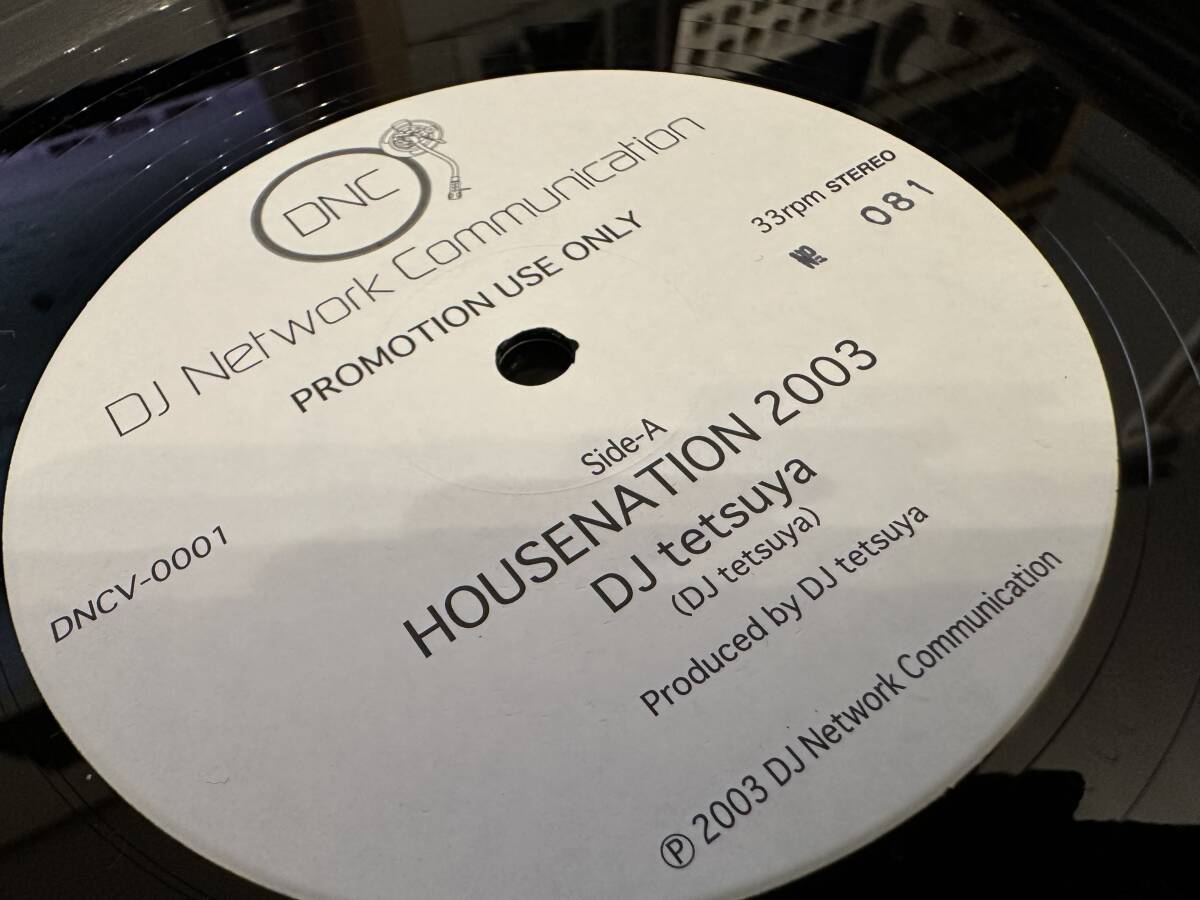 DNC
DJ Network Communication
PROMOTION USE ONLY
33rpm STEREO
№ 081
DNCV-0001
Side-A
HOUSENATION 2003
DJ tetsuya
(DJ tetsuya)
Produced by DJ tetsuya
℗ 2003 DJ Network Communication